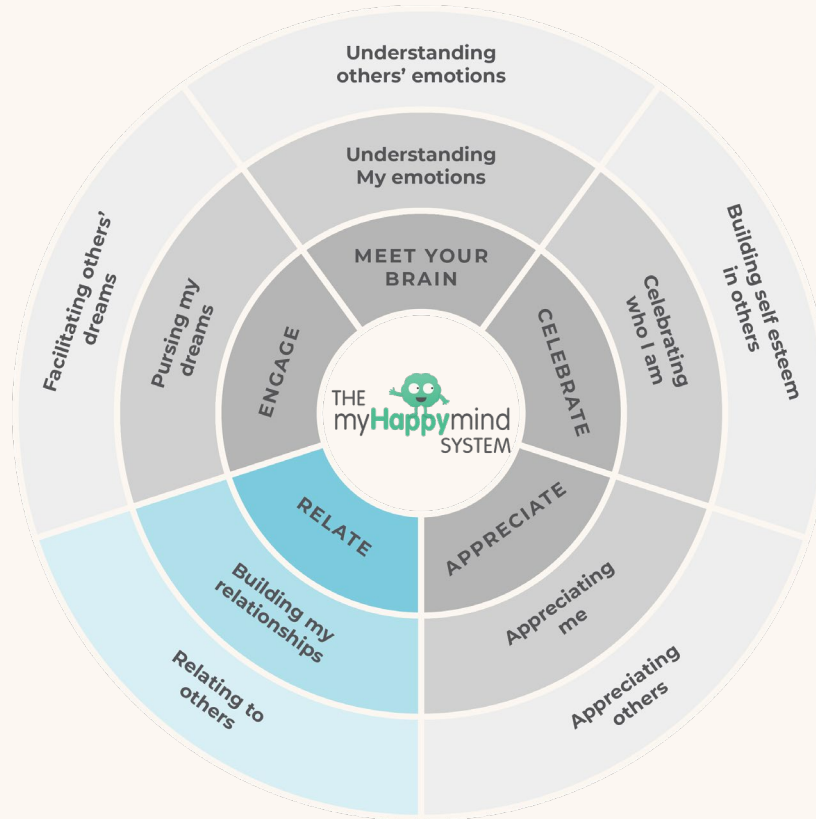 Understanding
others' emotions
Understanding
My emotions
MEET YOUR
BRAIN
Building self esteem
in others
Celebrating
who I am
CELEBRATE
Facilitating others'
dreams
Pursing my
dreams
ENGAGE
THE
myHappymind
SYSTEM
RELATE
Building my
relationships
Relating to
others
APPRECIATE
Appreciating
me
Appreciating
others